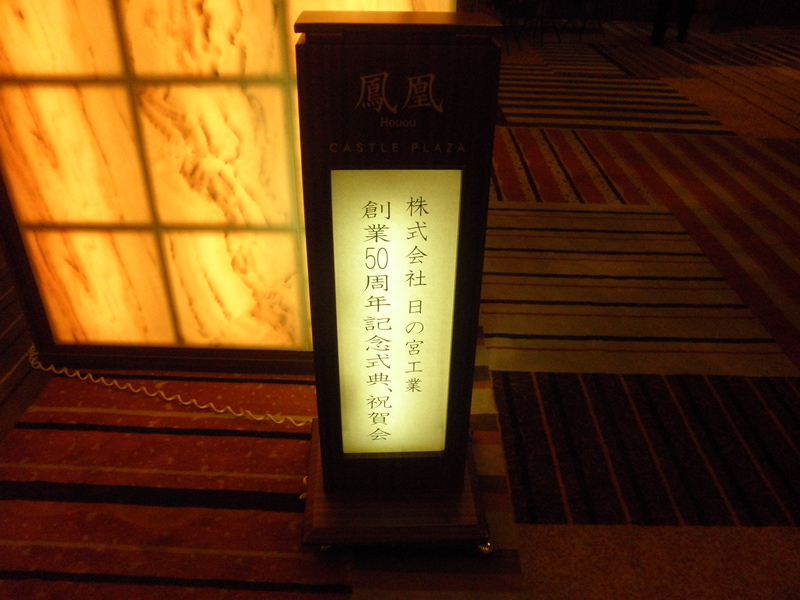 鳳凰
Houou
CASTLE PLAZA
株式会社 日の宮工業
創業50周年記念式典、祝賀会